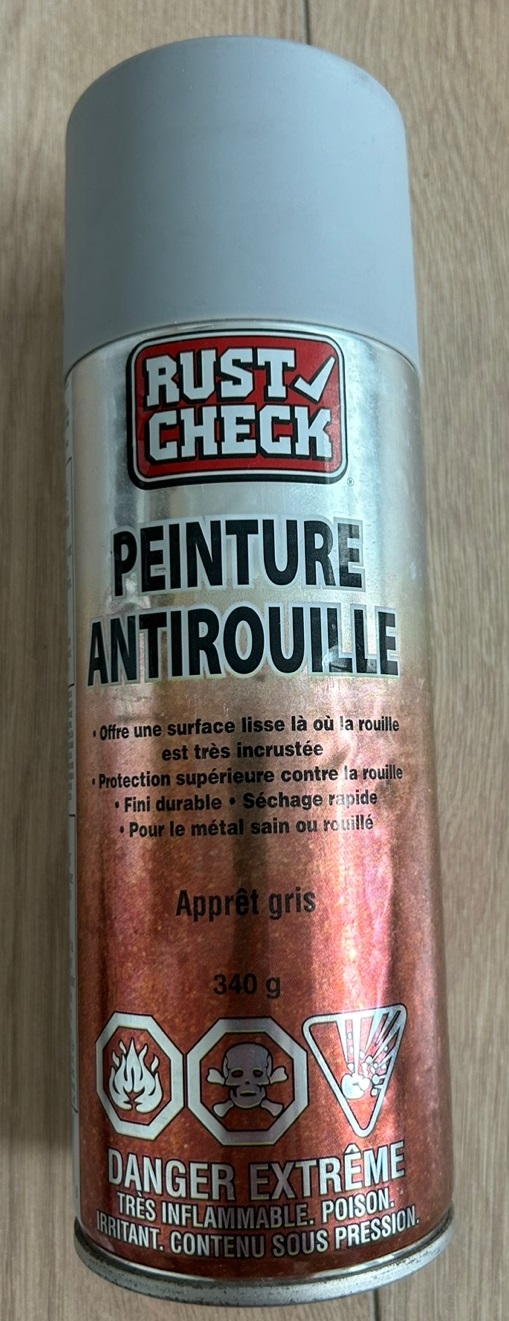 RUST
CHECK
®
PEINTURE
ANTIROUILLE
• Offre une surface lisse là où la rouille
est très incrustée
• Protection supérieure contre la rouille
• Fini durable • Séchage rapide
• Pour le métal sain ou rouillé
Apprêt gris
340 g
DANGER EXTRÊME
TRÈS INFLAMMABLE. POISON.
IRRITANT. CONTENU SOUS PRESSION.